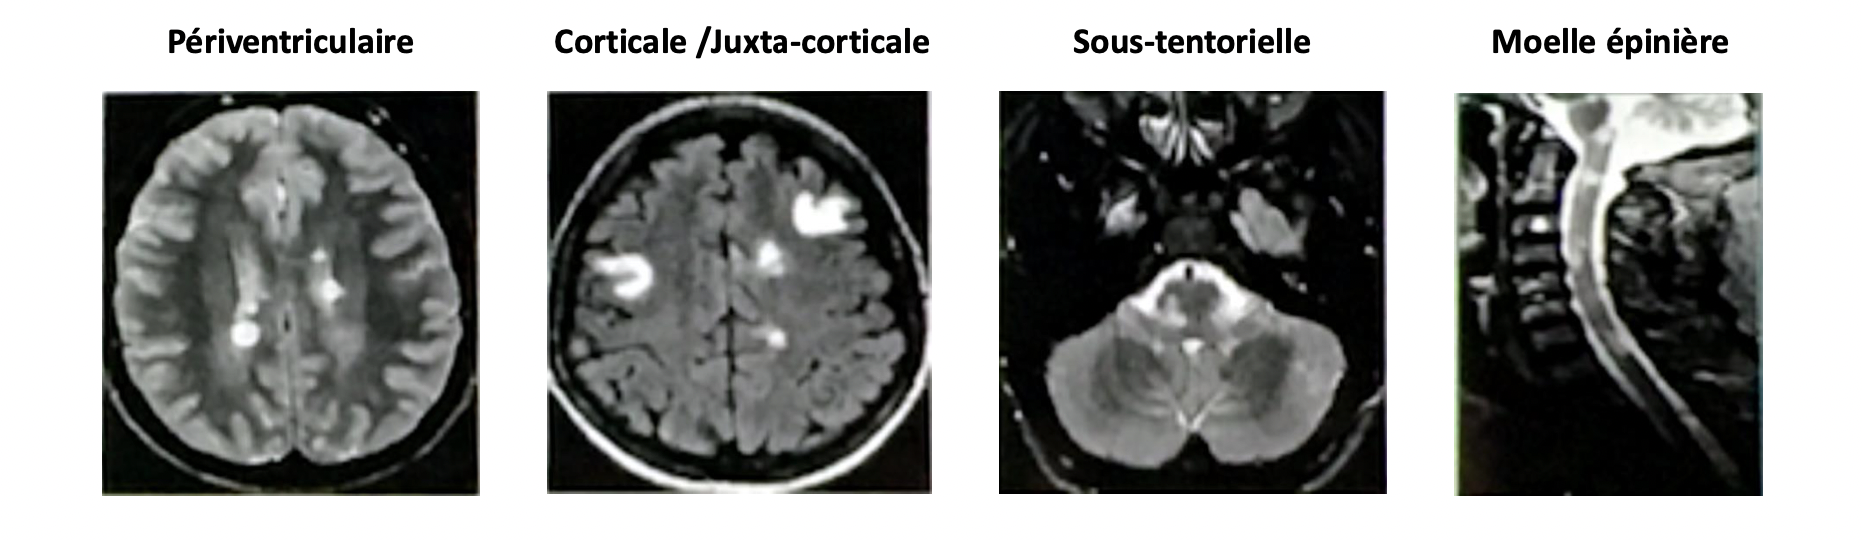 Périventriculaire
Corticale /Juxta-corticale
Sous-tentorielle
Moelle épinière